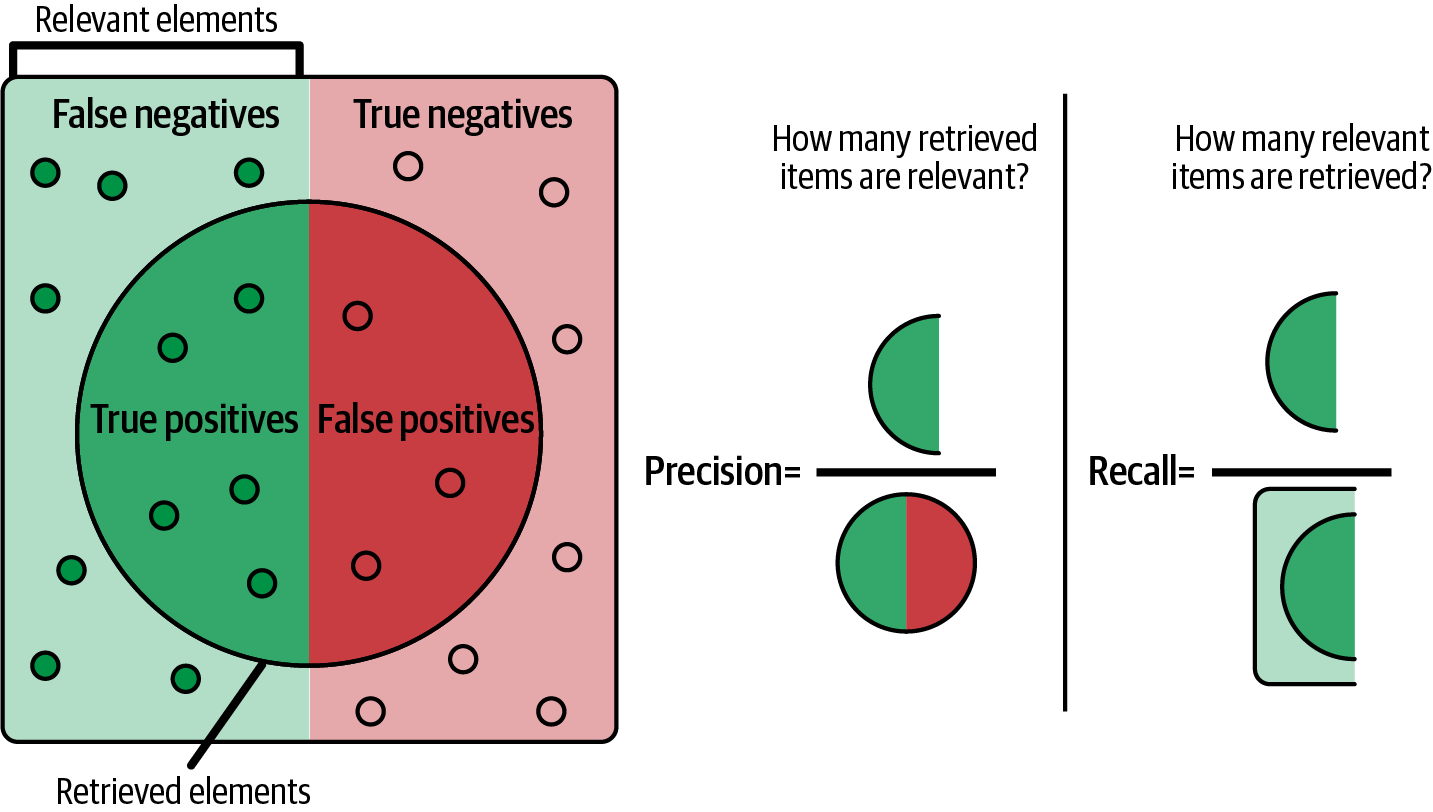 Relevant elements
False negatives
True negatives
True positives
False positives
Retrieved elements
How many retrieved
items are relevant?
Precision=
How many relevant
items are retrieved?
Recall=